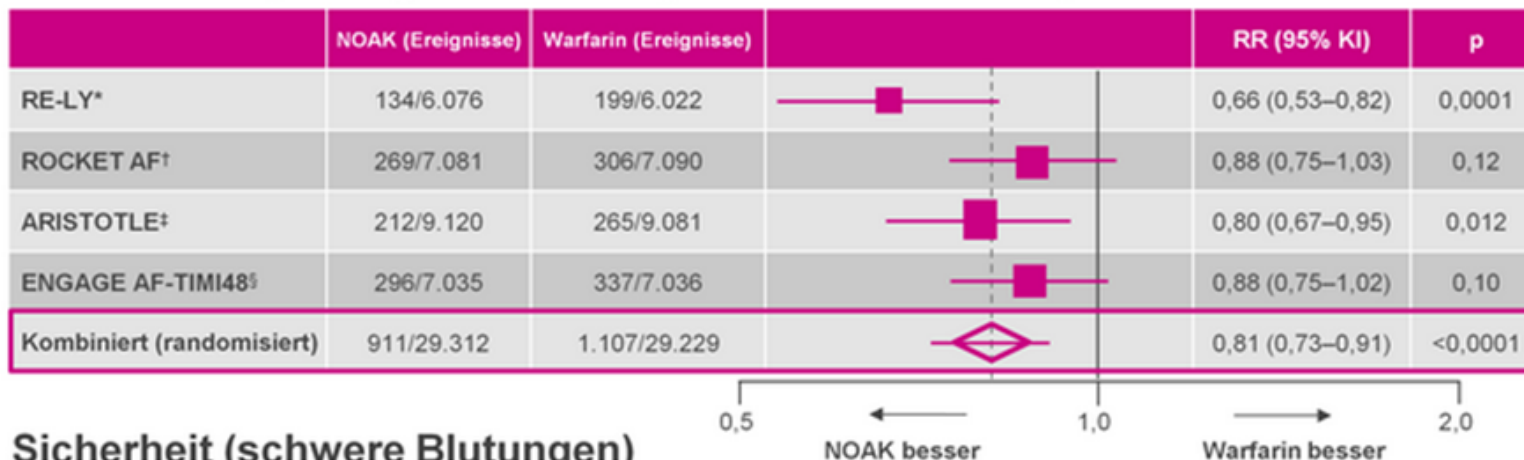 NOAK (Ereignisse) Warfarin (Ereignisse) RR (95% KI) p
RE-LY* 134/6.076 199/6.022 0,66 (0,53–0,82) 0,0001
ROCKET AF† 269/7.081 306/7.090 0,88 (0,75–1,03) 0,12
ARISTOTLE‡ 212/9.120 265/9.081 0,80 (0,67–0,95) 0,012
ENGAGE AF-TIMI48§ 296/7.035 337/7.036 0,88 (0,75–1,02) 0,10
Kombiniert (randomisiert) 911/29.312 1.107/29.229 0,81 (0,73–0,91) <0,0001
0,5 1,0 2,0
NOAK besser Warfarin besser
Sicherheit (schwere Blutungen)